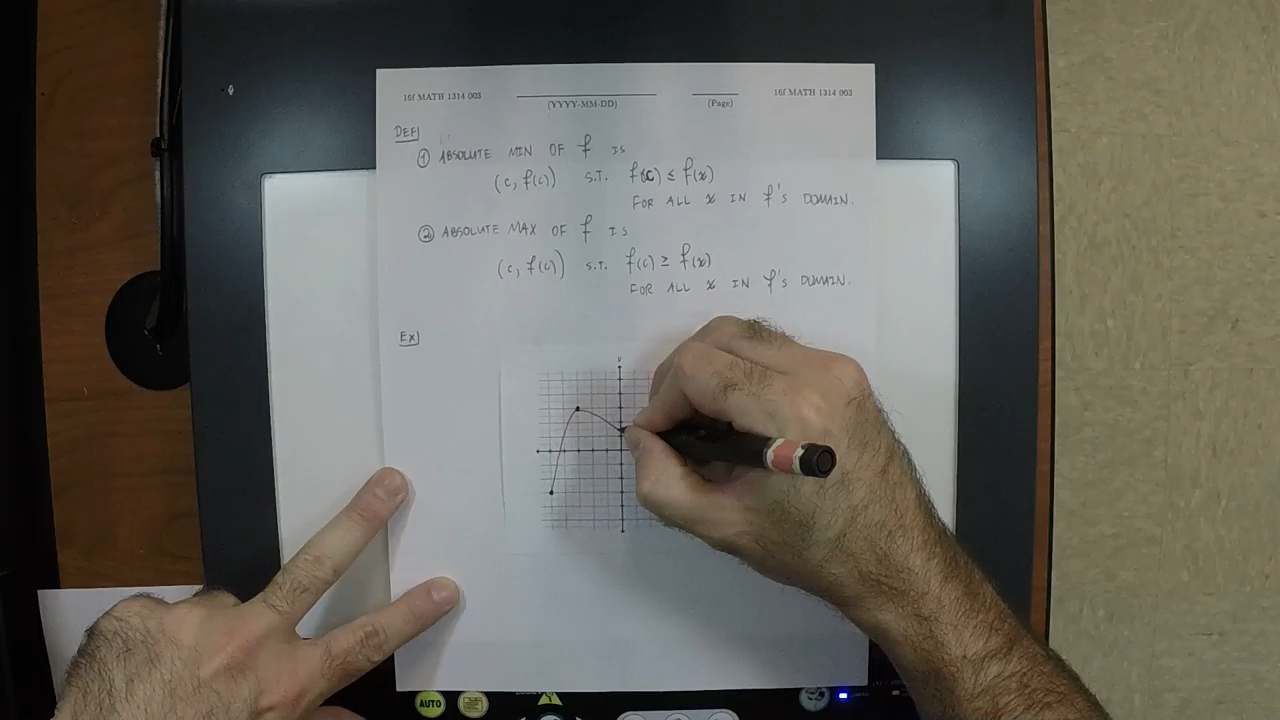 16f MATH 1314 003
(YYYY-MM-DD)
(Page)
16f MATH 1314 003
DEF
① ABSOLUTE MIN OF f IS
(c, f(c)) S.T. f(c) ≤ f(x)
FOR ALL x IN f'S DOMAIN.
② ABSOLUTE MAX OF f IS
(c, f(c)) S.T. f(c) ≥ f(x)
FOR ALL x IN f'S DOMAIN.
EX
y
AUTO